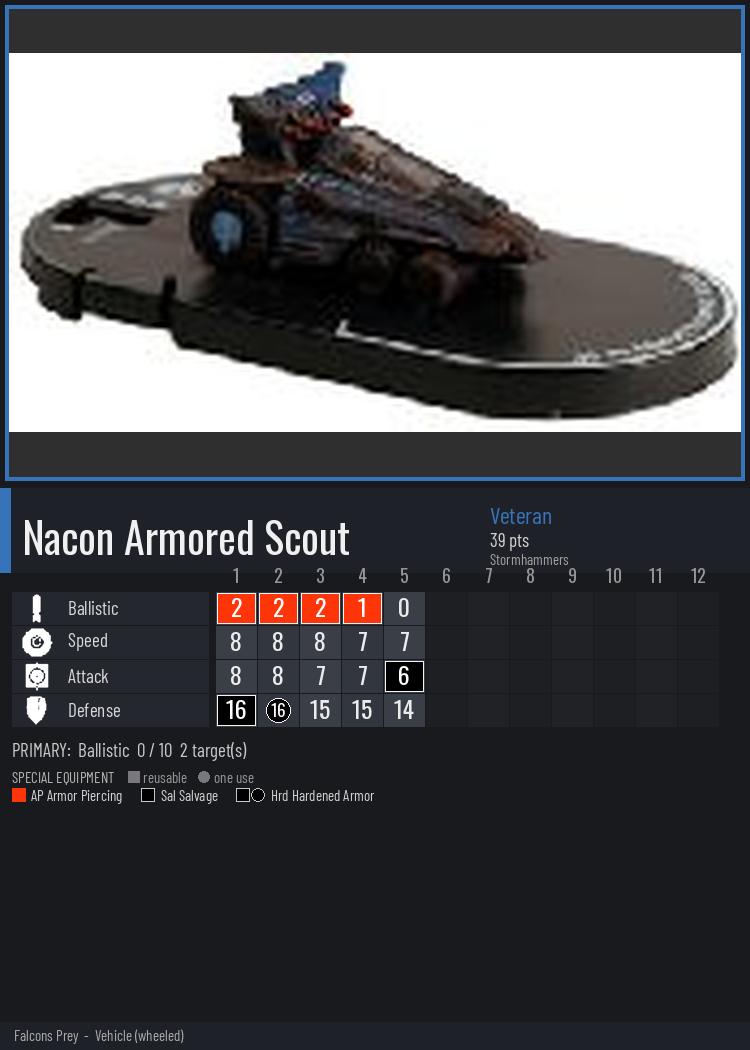 Nacon Armored Scout
Veteran
39 pts
Stormhammers
1 2 3 4 5 6 7 8 9 10 11 12
Ballistic 2 2 2 1 0
Speed 8 8 8 7 7
Attack 8 8 7 7 6
Defense 16 16 15 15 14
PRIMARY: Ballistic 0 / 10 2 target(s)
SPECIAL EQUIPMENT reusable one use
AP Armor Piercing Sal Salvage Hrd Hardened Armor
Falcons Prey - Vehicle (wheeled)